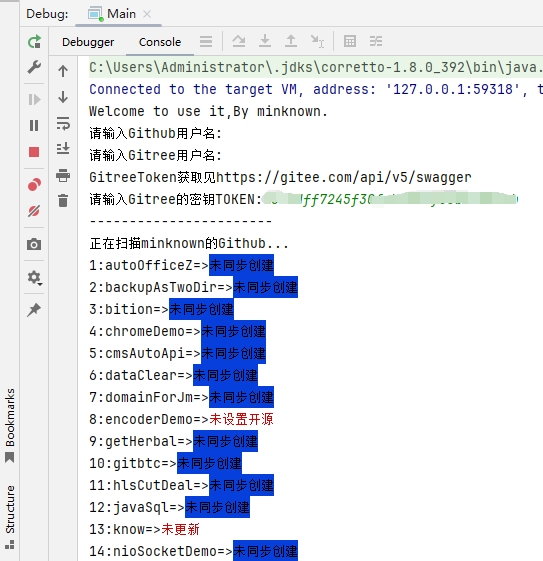 Debug: Main
Debugger Console
C:\Users\Administrator\.jdks\corretto-1.8.0_392\bin\java.
Connected to the target VM, address: '127.0.0.1:59318', t
Welcome to use it,By minknown.
请输入Github用户名:
请输入Gitree用户名:
GitreeToken获取见https://gitee.com/api/v5/swagger
请输入Gitree的密钥TOKEN:
-----------------------
正在扫描minknown的Github...
1:autoOfficeZ=>未同步创建
2:backupAsTwoDir=>未同步创建
3:bition=>未同步创建
4:chromeDemo=>未同步创建
5:cmsAutoApi=>未同步创建
6:dataClear=>未同步创建
7:domainForJm=>未同步创建
8:encoderDemo=>未设置开源
9:getHerbal=>未同步创建
10:gitbtc=>未同步创建
11:hlsCutDeal=>未同步创建
12:javaSql=>未同步创建
13:know=>未更新
14:nioSocketDemo=>未同步创建
Bookmarks
Structure